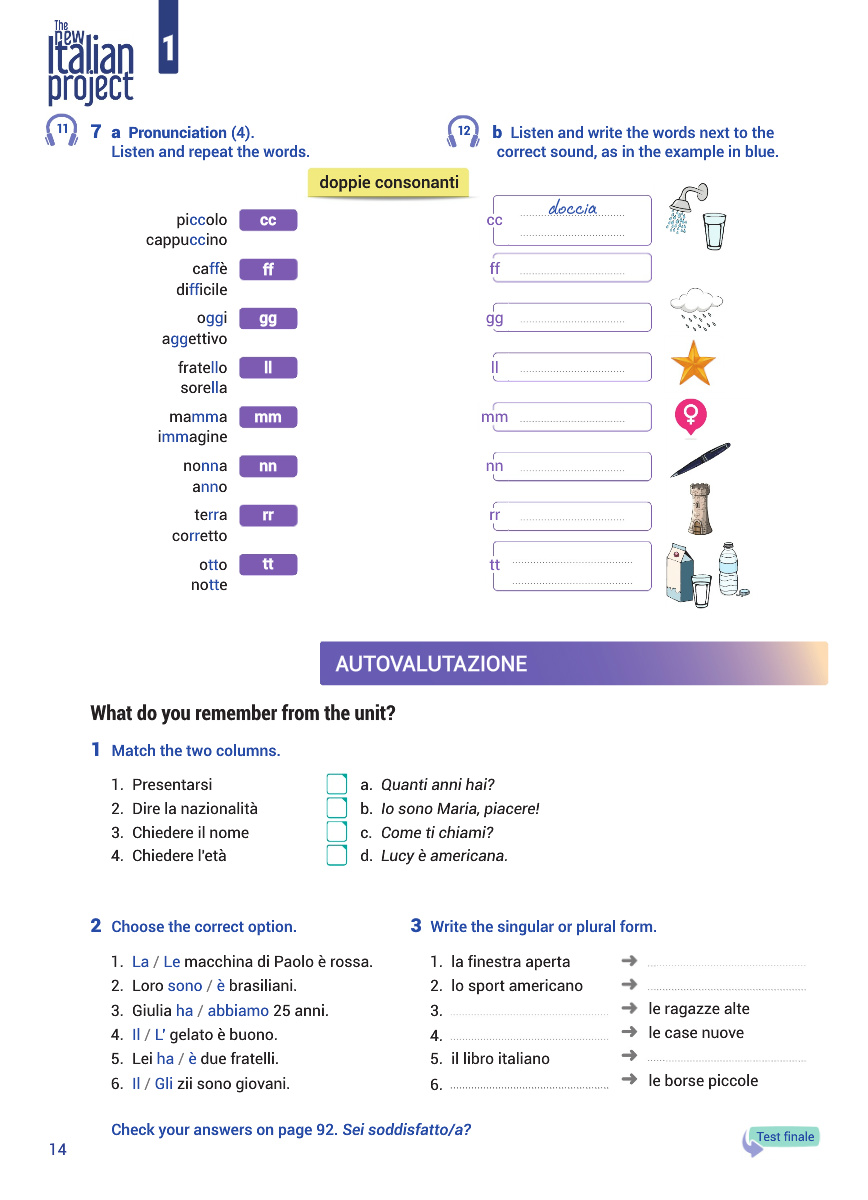 The
new
Italian
project
1
11
7 a Pronunciation (4).
Listen and repeat the words.
12
b Listen and write the words next to the
correct sound, as in the example in blue.
doppie consonanti
piccolo
cappuccino
cc
caffè
difficile
ff
oggi
aggettivo
gg
fratello
sorella
ll
mamma
immagine
mm
nonna
anno
nn
terra
corretto
rr
otto
notte
tt
cc doccia
ff
gg
ll
mm
nn
rr
tt
AUTOVALUTAZIONE
What do you remember from the unit?
1 Match the two columns.
1. Presentarsi
2. Dire la nazionalità
3. Chiedere il nome
4. Chiedere l'età
a. Quanti anni hai?
b. Io sono Maria, piacere!
c. Come ti chiami?
d. Lucy è americana.
2 Choose the correct option.
1. La / Le macchina di Paolo è rossa.
2. Loro sono / è brasiliani.
3. Giulia ha / abbiamo 25 anni.
4. Il / L' gelato è buono.
5. Lei ha / è due fratelli.
6. Il / Gli zii sono giovani.
3 Write the singular or plural form.
1. la finestra aperta ➜
2. lo sport americano ➜
3. ➜ le ragazze alte
4. ➜ le case nuove
5. il libro italiano ➜
6. ➜ le borse piccole
Check your answers on page 92. Sei soddisfatto/a?
14
Test finale